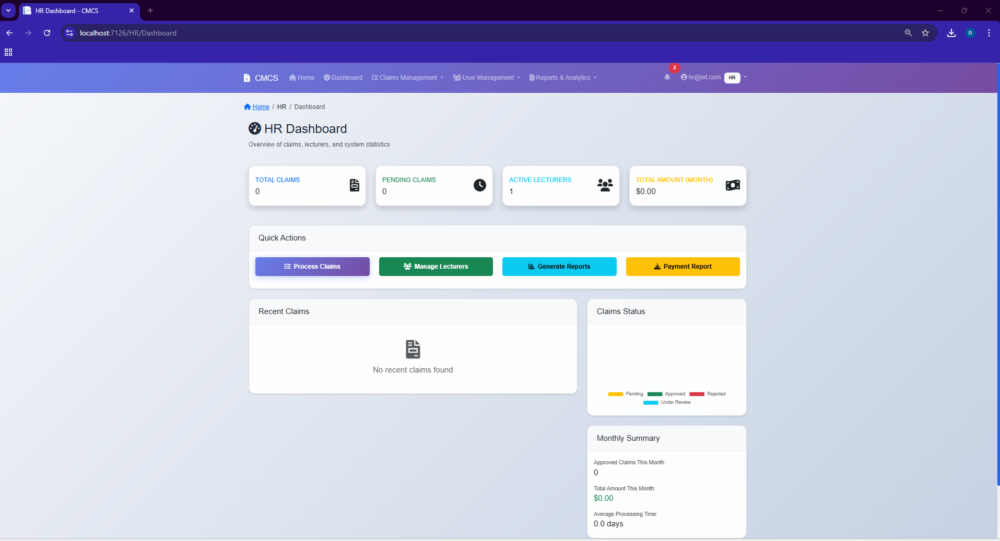 HR Dashboard - CMCS
localhost:7126/HR/Dashboard
R
CMCS Home Dashboard Claims Management User Management Reports & Analytics 2 hr@iet.com HR
Home / HR / Dashboard
HR Dashboard
Overview of claims, lecturers, and system statistics
TOTAL CLAIMS
0
PENDING CLAIMS
0
ACTIVE LECTURERS
1
TOTAL AMOUNT (MONTH)
$0.00
Quick Actions
Process Claims Manage Lecturers Generate Reports Payment Report
Recent Claims
No recent claims found
Claims Status
Pending Approved Rejected
Under Review
Monthly Summary
Approved Claims This Month:
0
Total Amount This Month:
$0.00
Average Processing Time:
0.0 days